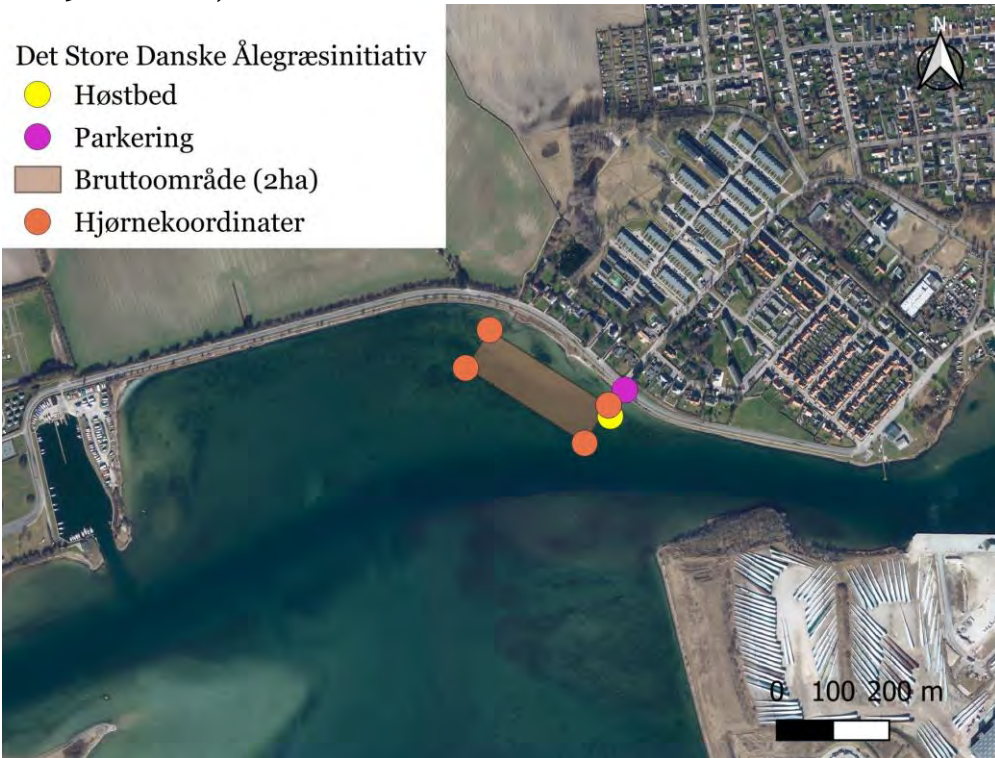 Det Store Danske Ålegræsinitiativ
Høstbed
Parkering
Bruttoområde (2ha)
Hjørnekoordinater
N
0 100 200 m